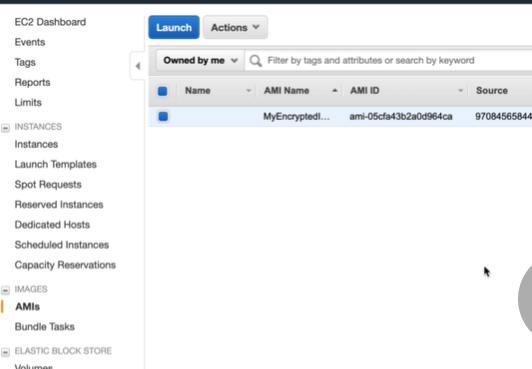 EC2 Dashboard
Events
Tags
Reports
Limits
INSTANCES
Instances
Launch Templates
Spot Requests
Reserved Instances
Dedicated Hosts
Scheduled Instances
Capacity Reservations
IMAGES
AMIs
Bundle Tasks
ELASTIC BLOCK STORE
Volumes
Launch Actions
Owned by me Filter by tags and attributes or search by keyword
Name AMI Name AMI ID Source
MyEncryptedI... ami-05cfa43b2a0d964ca 97084565844